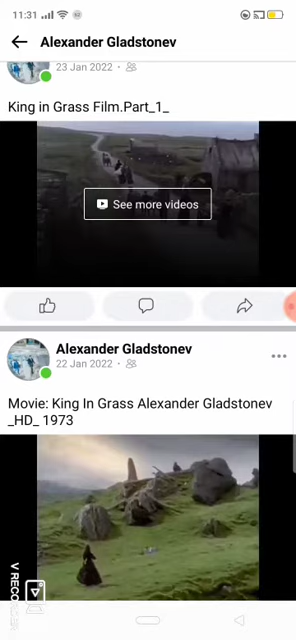 11:31
Alexander Gladstonev
23 Jan 2022
King in Grass Film.Part_1_
See more videos
Alexander Gladstonev
22 Jan 2022
Movie: King In Grass Alexander Gladstonev
_HD_ 1973
V RECORDER